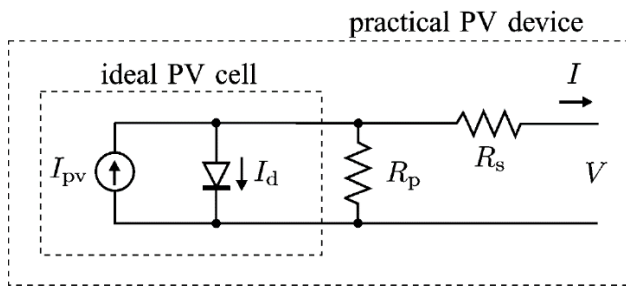 practical PV device
ideal PV cell
I
I_pv
I_d
R_p
R_s
V